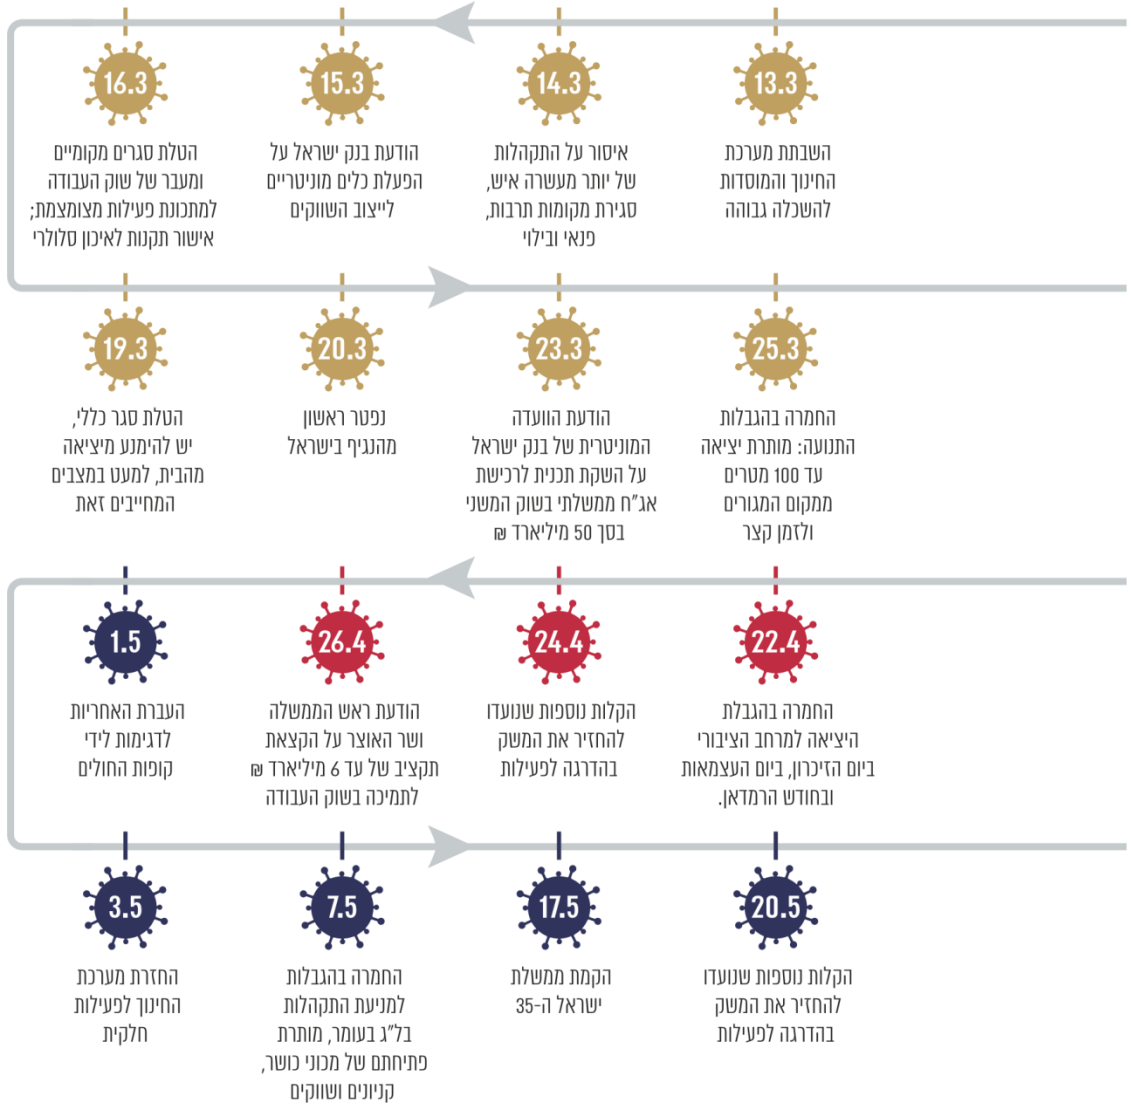 13.3
השבתת מערכת
החינוך והמוסדות
להשכלה גבוהה
14.3
איסור על התקהלות
של יותר מעשרה איש,
סגירת מקומות תרבות,
פנאי ובילוי
15.3
הודעת בנק ישראל על
הפעלת כלים מוניטריים
לייצוב השווקים
16.3
הטלת סגרים מקומיים
ומעבר של שוק העבודה
למתכונת פעילות מצומצמת;
אישור תקנות לאיכון סלולרי
19.3
הטלת סגר כללי,
יש להימנע מיציאה
מהבית, למעט במצבים
המחייבים זאת
20.3
נפטר ראשון
מהנגיף בישראל
23.3
הודעת הוועדה
המוניטרית של בנק ישראל
על השקת תכנית לרכישת
אג"ח ממשלתי בשוק המשני
בסך 50 מיליארד ₪
25.3
החמרה בהגבלות
התנועה: מותרת יציאה
עד 100 מטרים
ממקום המגורים
ולזמן קצר
22.4
החמרה בהגבלת
היציאה למרחב הציבורי
ביום הזיכרון, ביום העצמאות
ובחודש הרמדאן.
24.4
הקלות נוספות שנועדו
להחזיר את המשק
בהדרגה לפעילות
26.4
הודעת ראש הממשלה
ושר האוצר על הקצאת
תקציב של עד 6 מיליארד ₪
לתמיכה בשוק העבודה
1.5
העברת האחריות
לדגימות לידי
קופות החולים
3.5
החזרת מערכת
החינוך לפעילות
חלקית
7.5
החמרה בהגבלות
למניעת התקהלות
בל"ג בעומר, מותרת
פתיחתם של מכוני כושר,
קניונים ושווקים
17.5
הקמת ממשלת
ישראל ה-35
20.5
הקלות נוספות שנועדו
להחזיר את המשק
בהדרגה לפעילות